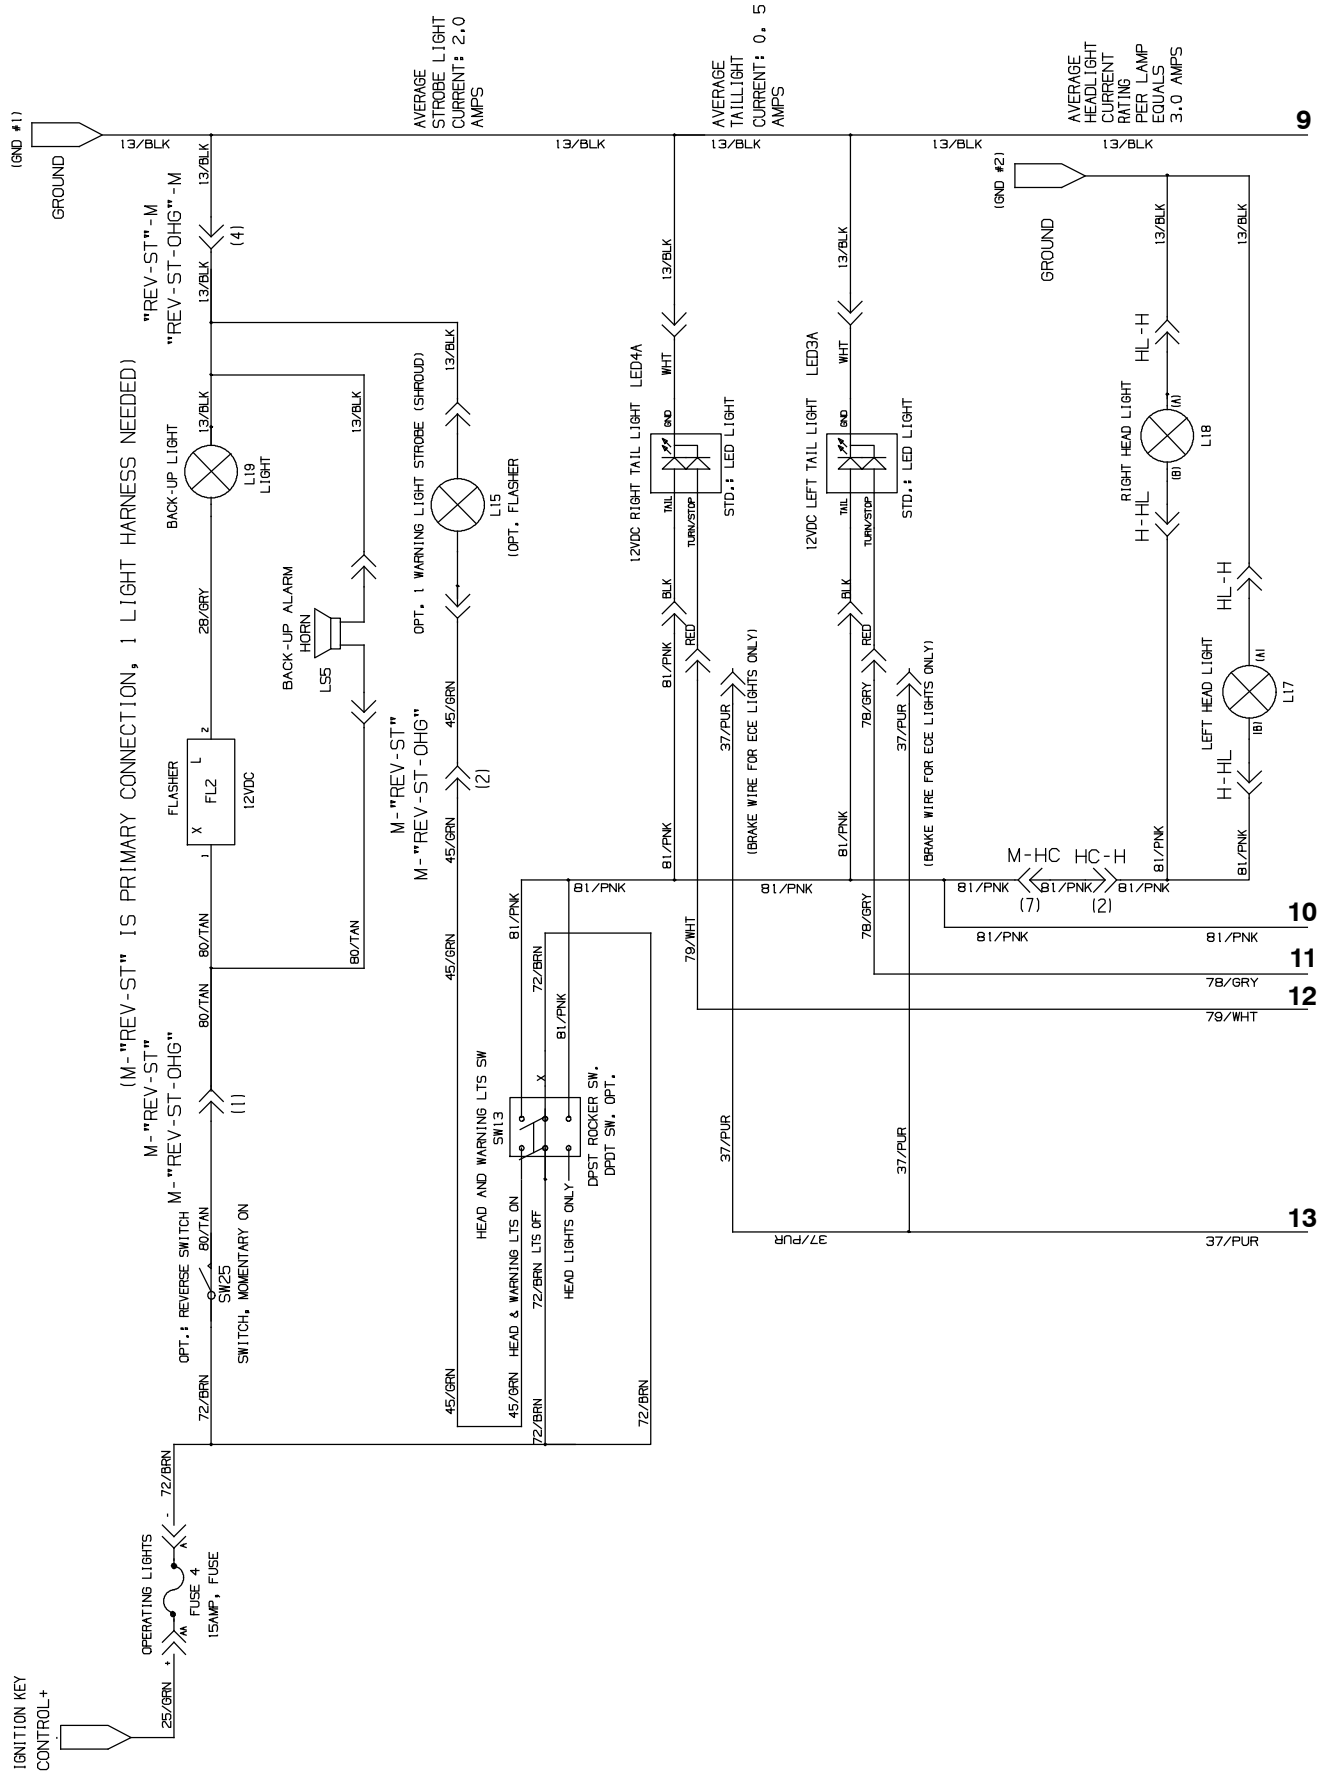 IGNITION KEY
CONTROL+
25/GRN
+
AA
OPERATING LIGHTS
FUSE 4
15AMP, FUSE
A
-
72/BRN
72/BRN
OPT.: REVERSE SWITCH
SW25
SWITCH, MOMENTARY ON
80/TAN
M-"REV-ST"
M-"REV-ST-OHG"
(1)
80/TAN
80/TAN
80/TAN
(M-"REV-ST" IS PRIMARY CONNECTION, 1 LIGHT HARNESS NEEDED)
FLASHER
1
X
FL2
L
2
12VDC
28/GRY
BACK-UP LIGHT
L19
LIGHT
13/BLK
BACK-UP ALARM
HORN
LS5
13/BLK
"REV-ST"-M
"REV-ST-OHG"-M
13/BLK
(4)
13/BLK
(GND #1)
GROUND
13/BLK
13/BLK
13/BLK
13/BLK
13/BLK
9
45/GRN
45/GRN
45/GRN
M-"REV-ST"
M-"REV-ST-OHG"
(2)
45/GRN
OPT. 1 WARNING LIGHT STROBE (SHROUD)
L15
(OPT. FLASHER
13/BLK
AVERAGE
STROBE LIGHT
CURRENT: 2.0
AMPS
45/GRN
HEAD & WARNING LTS ON
72/BRN
72/BRN
LTS OFF
HEAD LIGHTS ONLY
72/BRN
HEAD AND WARNING LTS SW
SW13
X
DPST ROCKER SW.
DPDT SW. OPT.
81/PNK
72/BRN
81/PNK
81/PNK
81/PNK
81/PNK
81/PNK
BLK
79/WHT
RED
TAIL
TURN/STOP
GND
12VDC RIGHT TAIL LIGHT LED4A
STD.: LED LIGHT
WHT
13/BLK
AVERAGE
TAILLIGHT
CURRENT: 0.5
AMPS
37/PUR
37/PUR
(BRAKE WIRE FOR ECE LIGHTS ONLY)
81/PNK
BLK
78/GRY
78/GRY
RED
TAIL
TURN/STOP
GND
12VDC LEFT TAIL LIGHT LED3A
STD.: LED LIGHT
WHT
13/BLK
37/PUR
37/PUR
(BRAKE WIRE FOR ECE LIGHTS ONLY)
37/PUR
37/PUR
13
81/PNK
M-HC
(7)
81/PNK
HC-H
(2)
81/PNK
81/PNK
81/PNK
10
78/GRY
11
79/WHT
12
81/PNK
H-HL
(B)
RIGHT HEAD LIGHT
L18
(A)
HL-H
13/BLK
81/PNK
H-HL
(B)
LEFT HEAD LIGHT
L17
(A)
HL-H
13/BLK
(GND #2)
GROUND
AVERAGE
HEADLIGHT
CURRENT
RATING
PER LAMP
EQUALS
3.0 AMPS